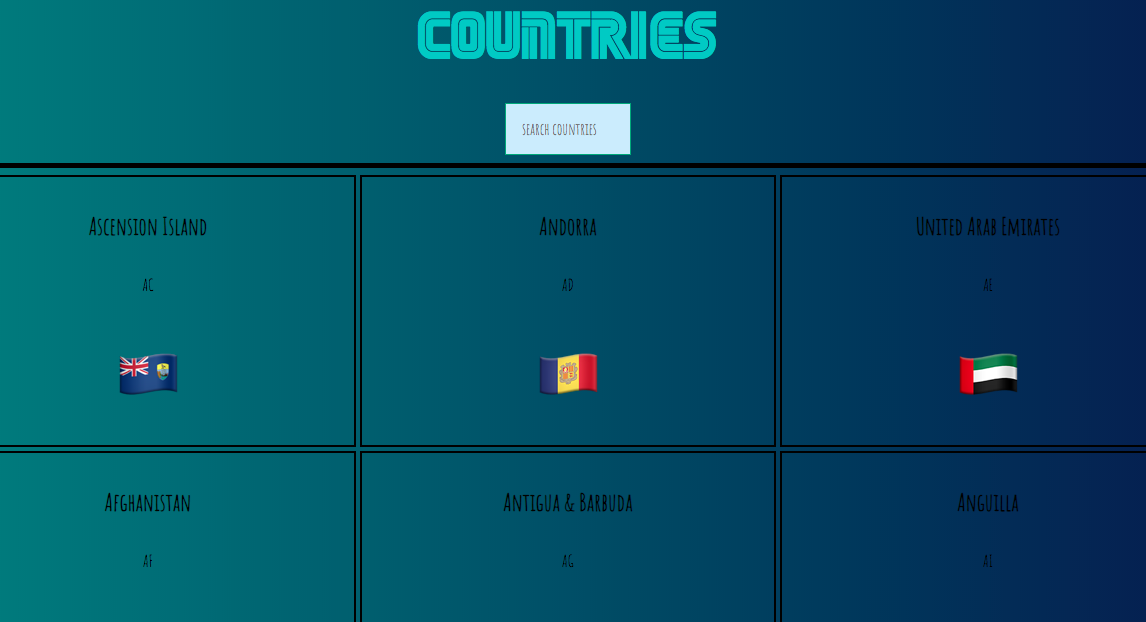 COUNTRIES
SEARCH COUNTRIES
Ascension Island
Andorra
United Arab Emirates
AC
AD
AE
Afghanistan
Antigua & Barbuda
Anguilla
AF
AG
AI